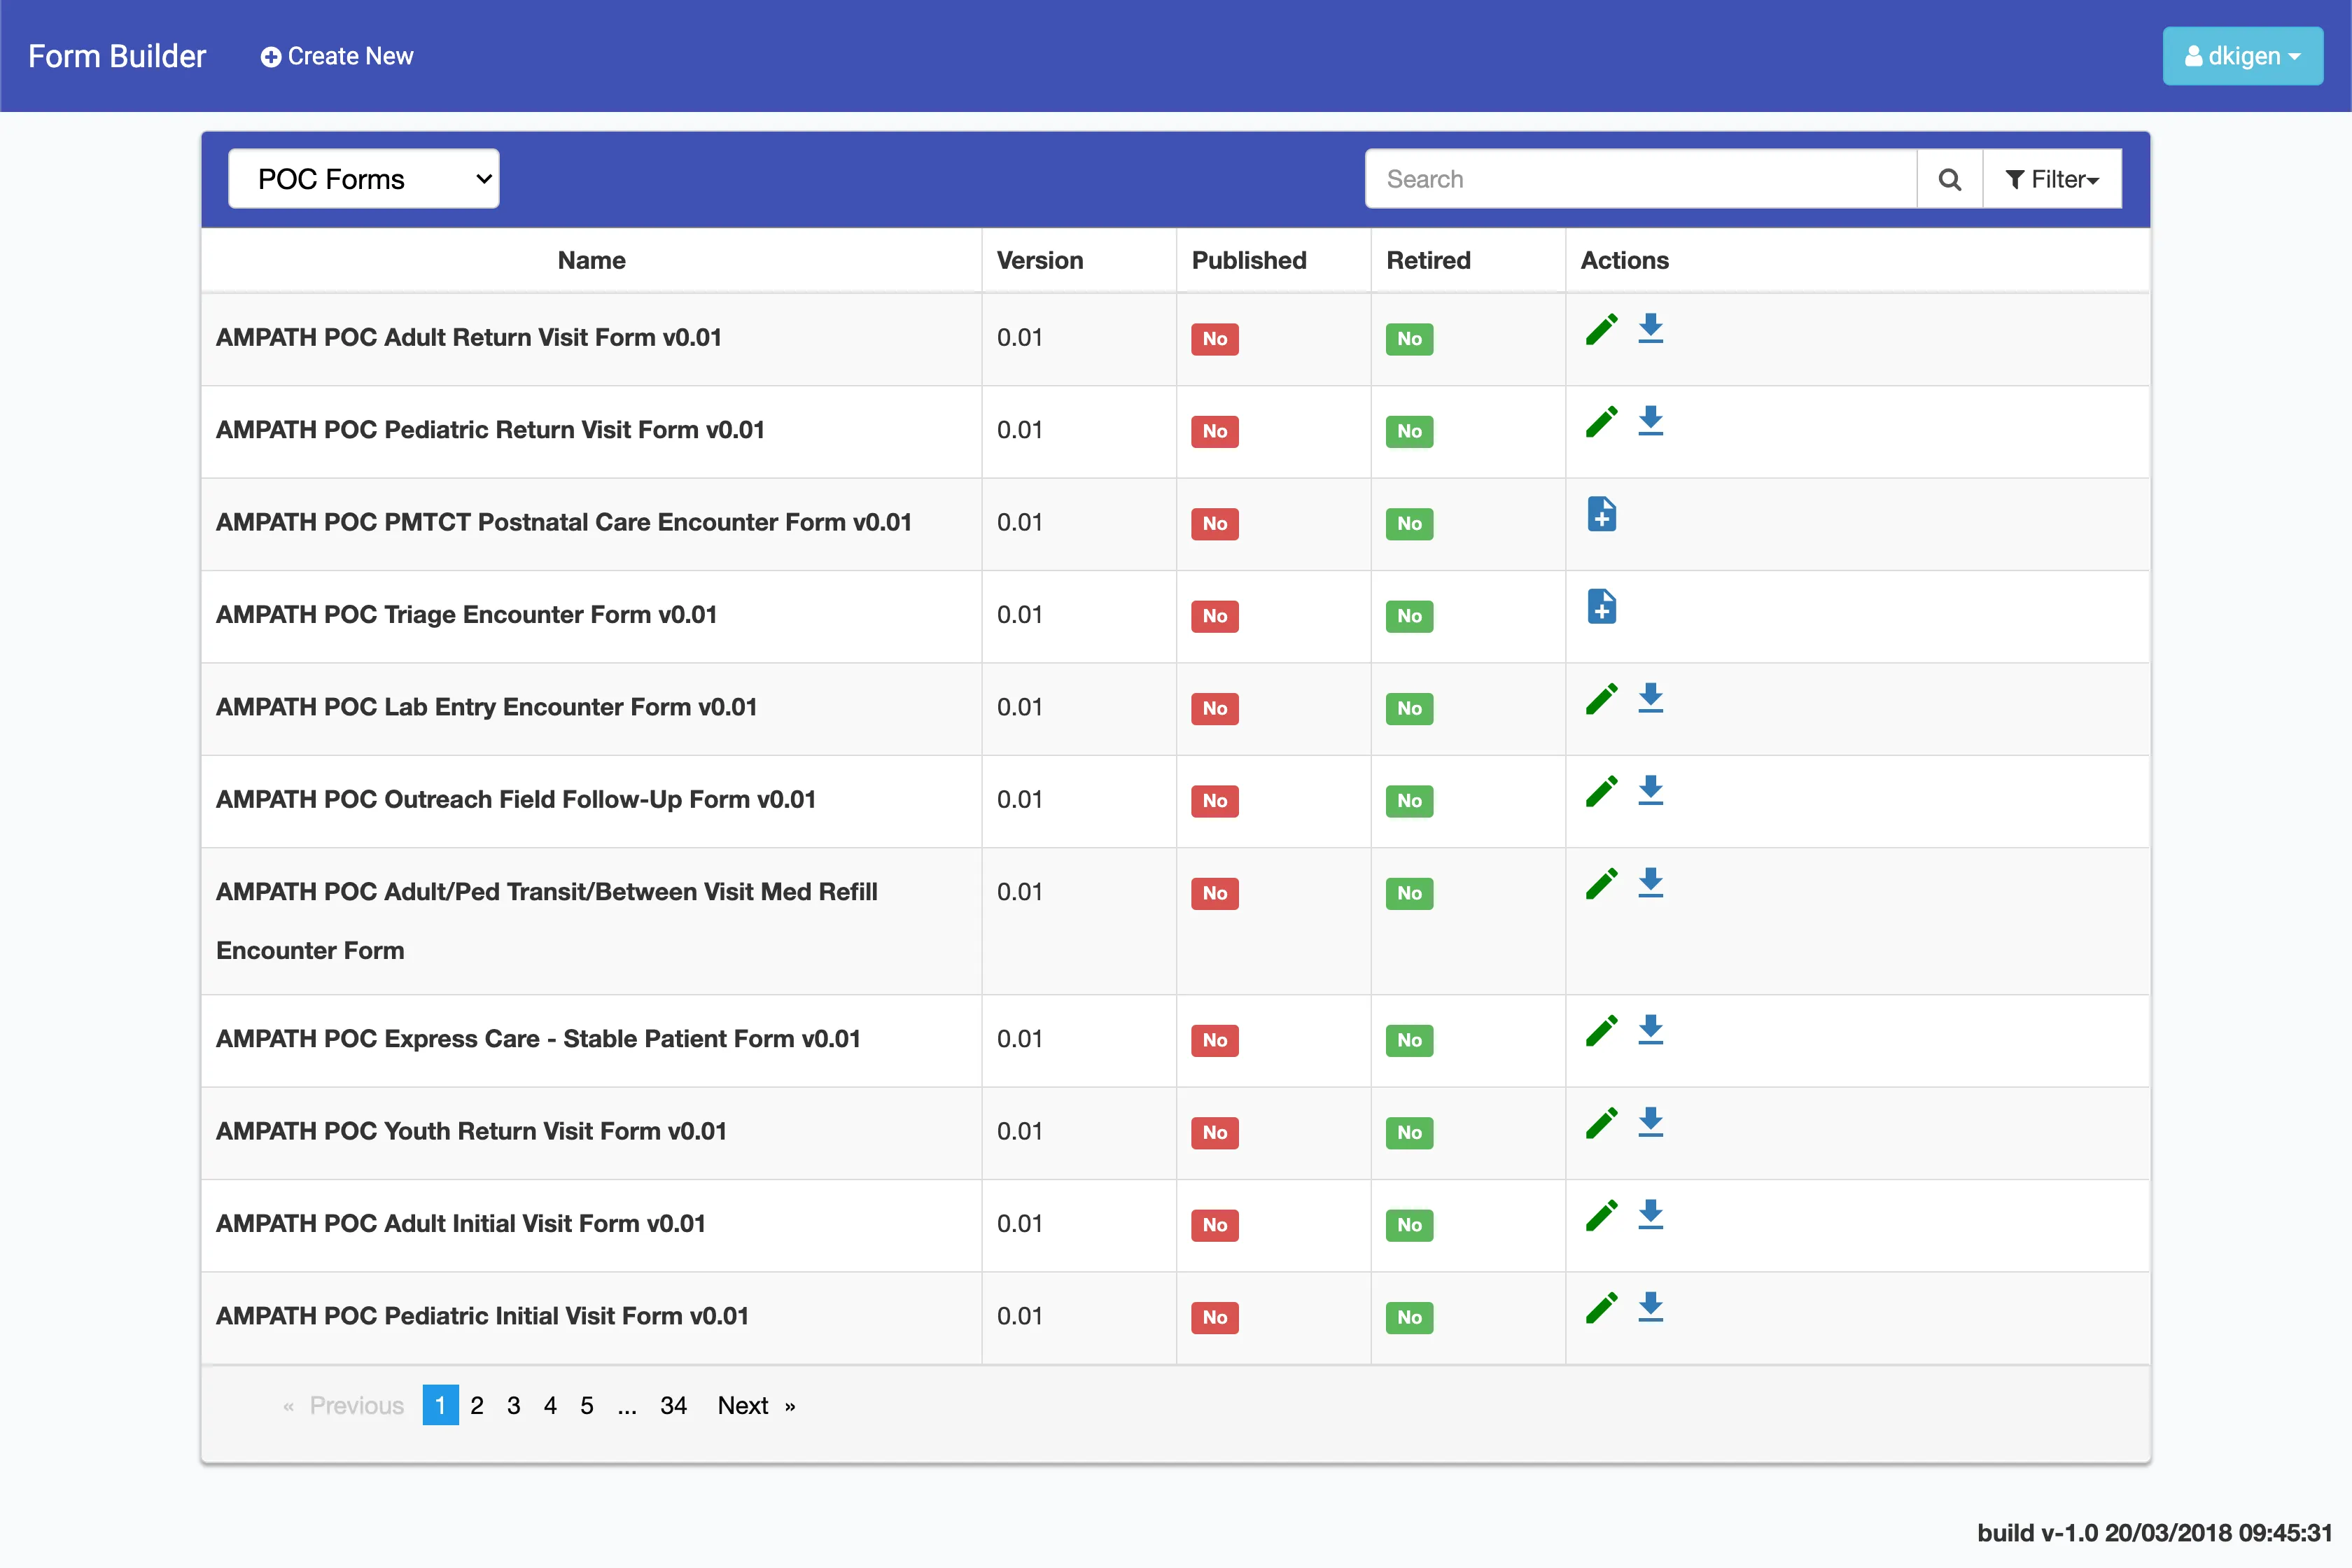 Form Builder Create New dkigen
POC Forms Search Filter
Name Version Published Retired Actions
AMPATH POC Adult Return Visit Form v0.01 0.01 No No
AMPATH POC Pediatric Return Visit Form v0.01 0.01 No No
AMPATH POC PMTCT Postnatal Care Encounter Form v0.01 0.01 No No
AMPATH POC Triage Encounter Form v0.01 0.01 No No
AMPATH POC Lab Entry Encounter Form v0.01 0.01 No No
AMPATH POC Outreach Field Follow-Up Form v0.01 0.01 No No
AMPATH POC Adult/Ped Transit/Between Visit Med Refill 0.01 No No
Encounter Form
AMPATH POC Express Care - Stable Patient Form v0.01 0.01 No No
AMPATH POC Youth Return Visit Form v0.01 0.01 No No
AMPATH POC Adult Initial Visit Form v0.01 0.01 No No
AMPATH POC Pediatric Initial Visit Form v0.01 0.01 No No
« Previous 1 2 3 4 5 ... 34 Next »
build v-1.0 20/03/2018 09:45:31